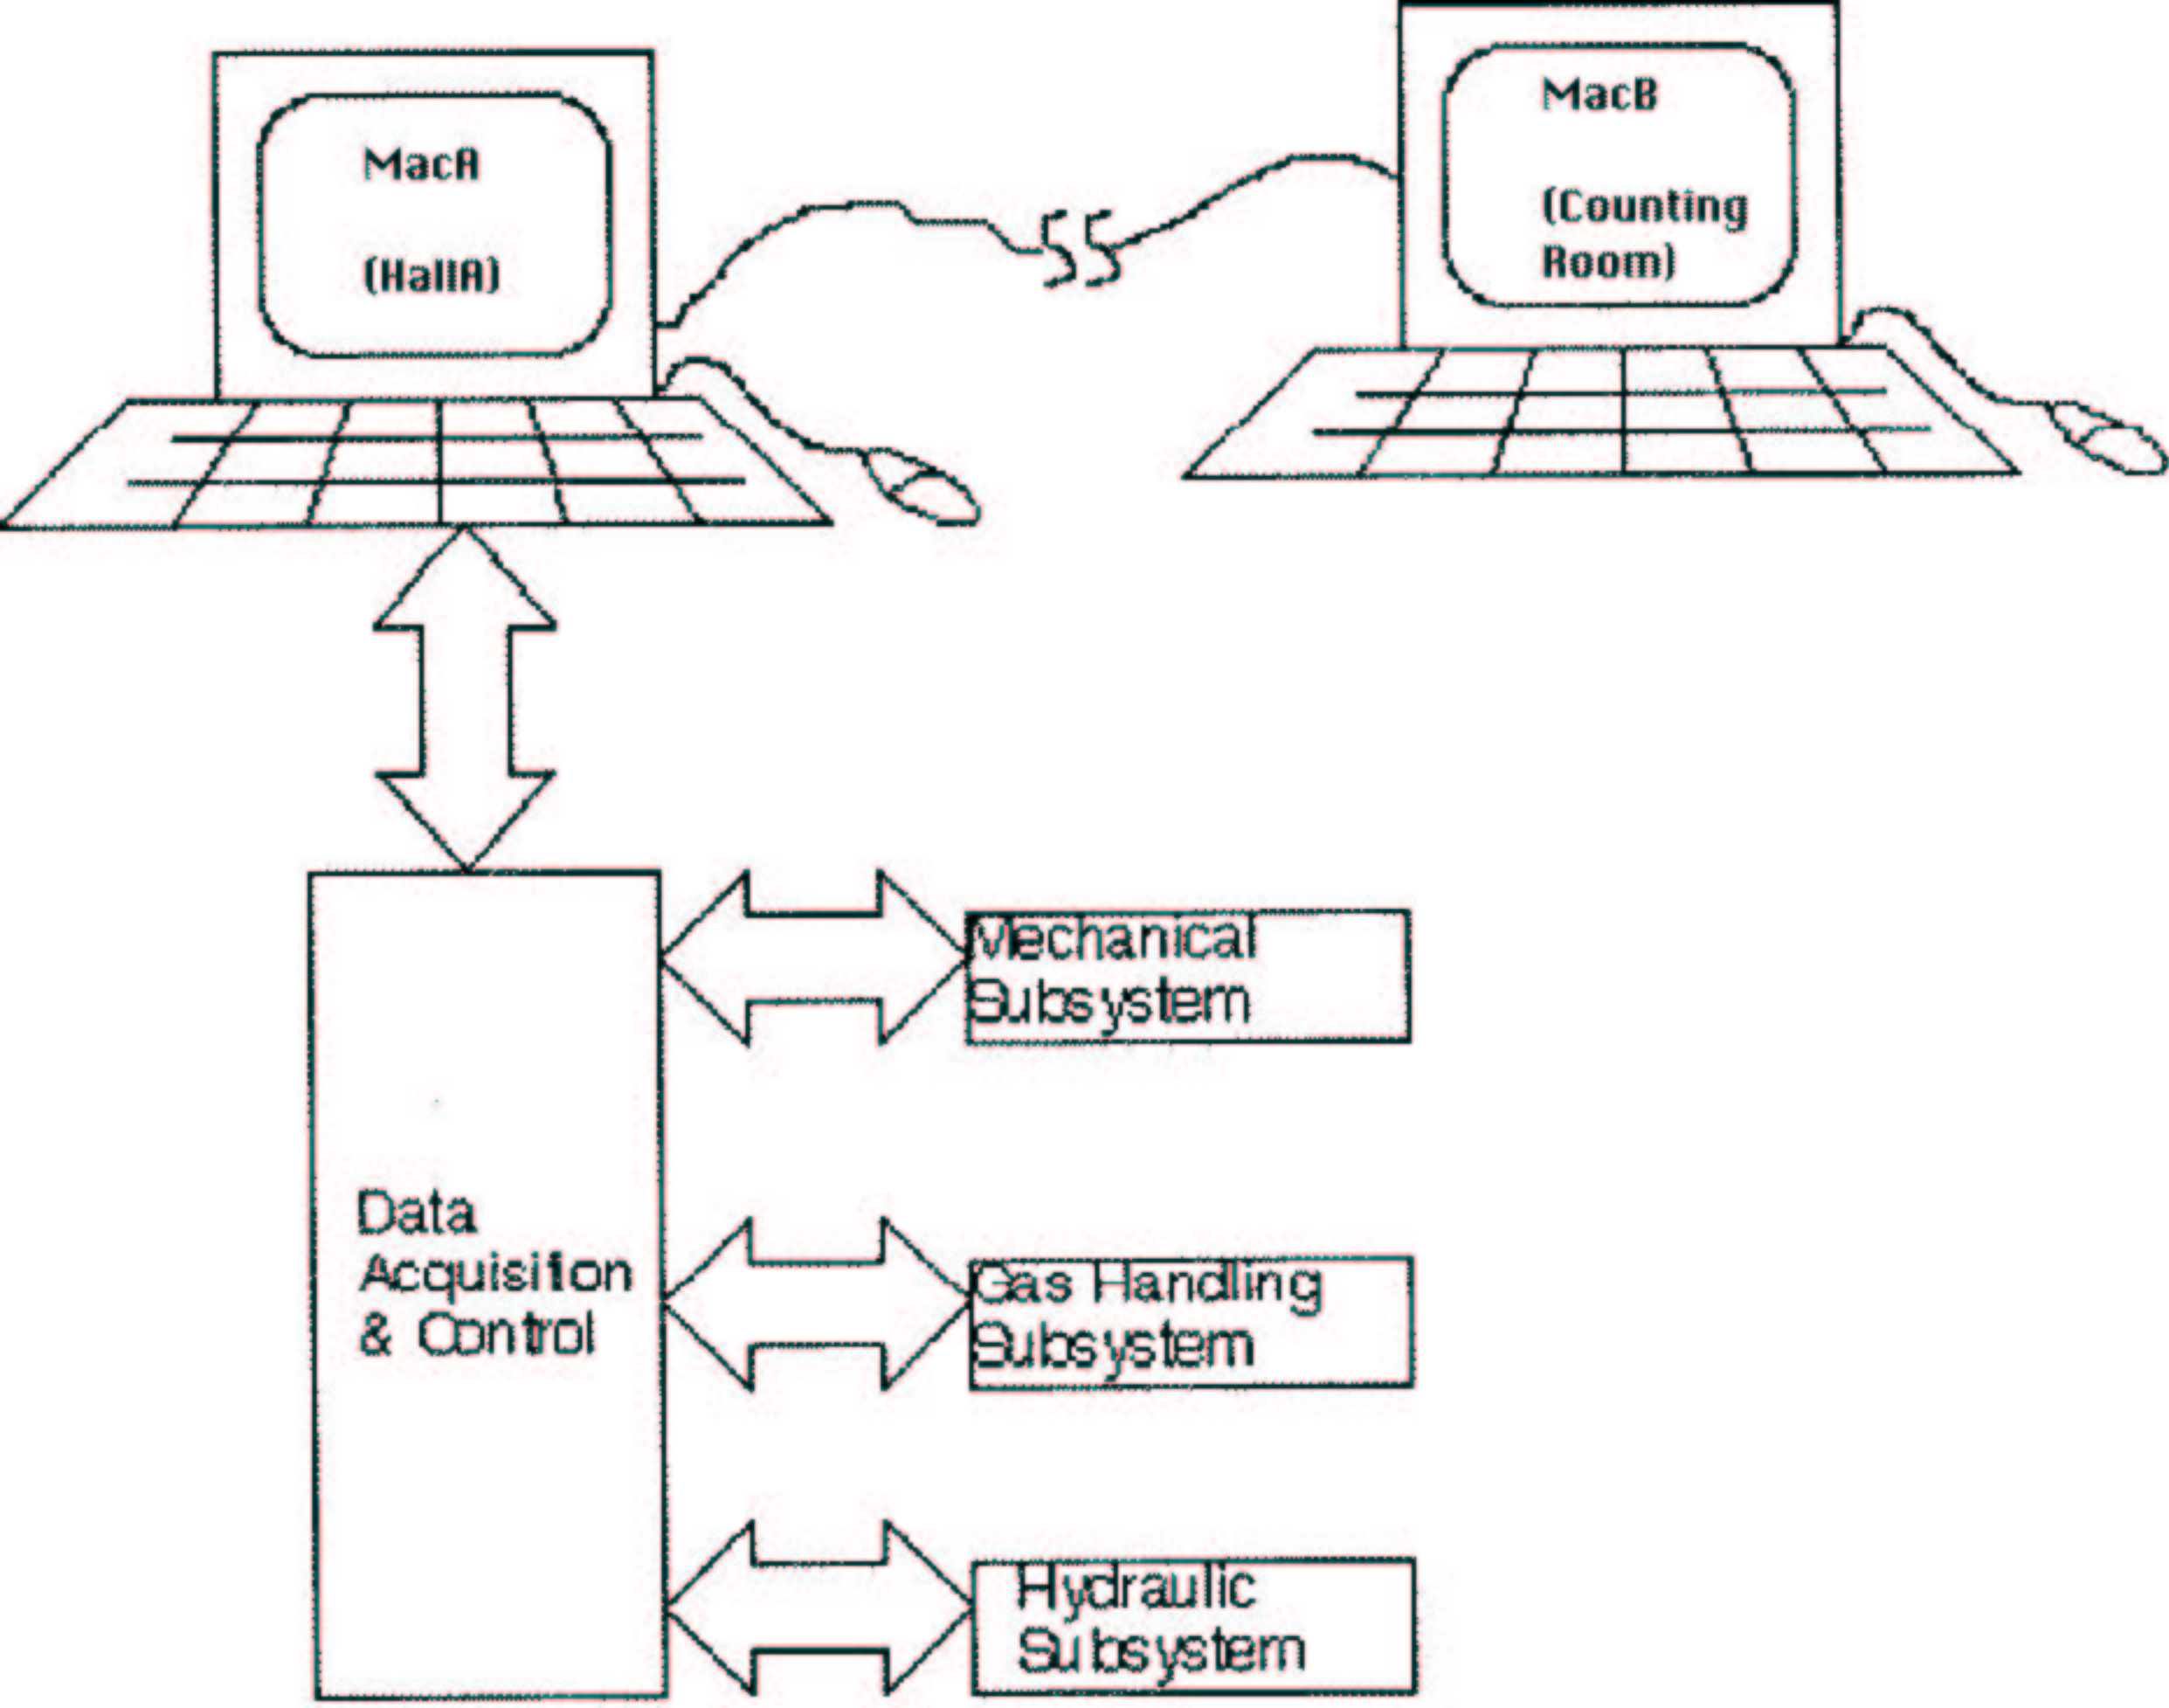 MacA
(HallA)
MacB
(Counting
Room)
Mechanical
Subsystem
Data
Acquisition
& Control
Gas Handling
Subsystem
Hydraulic
Subsystem